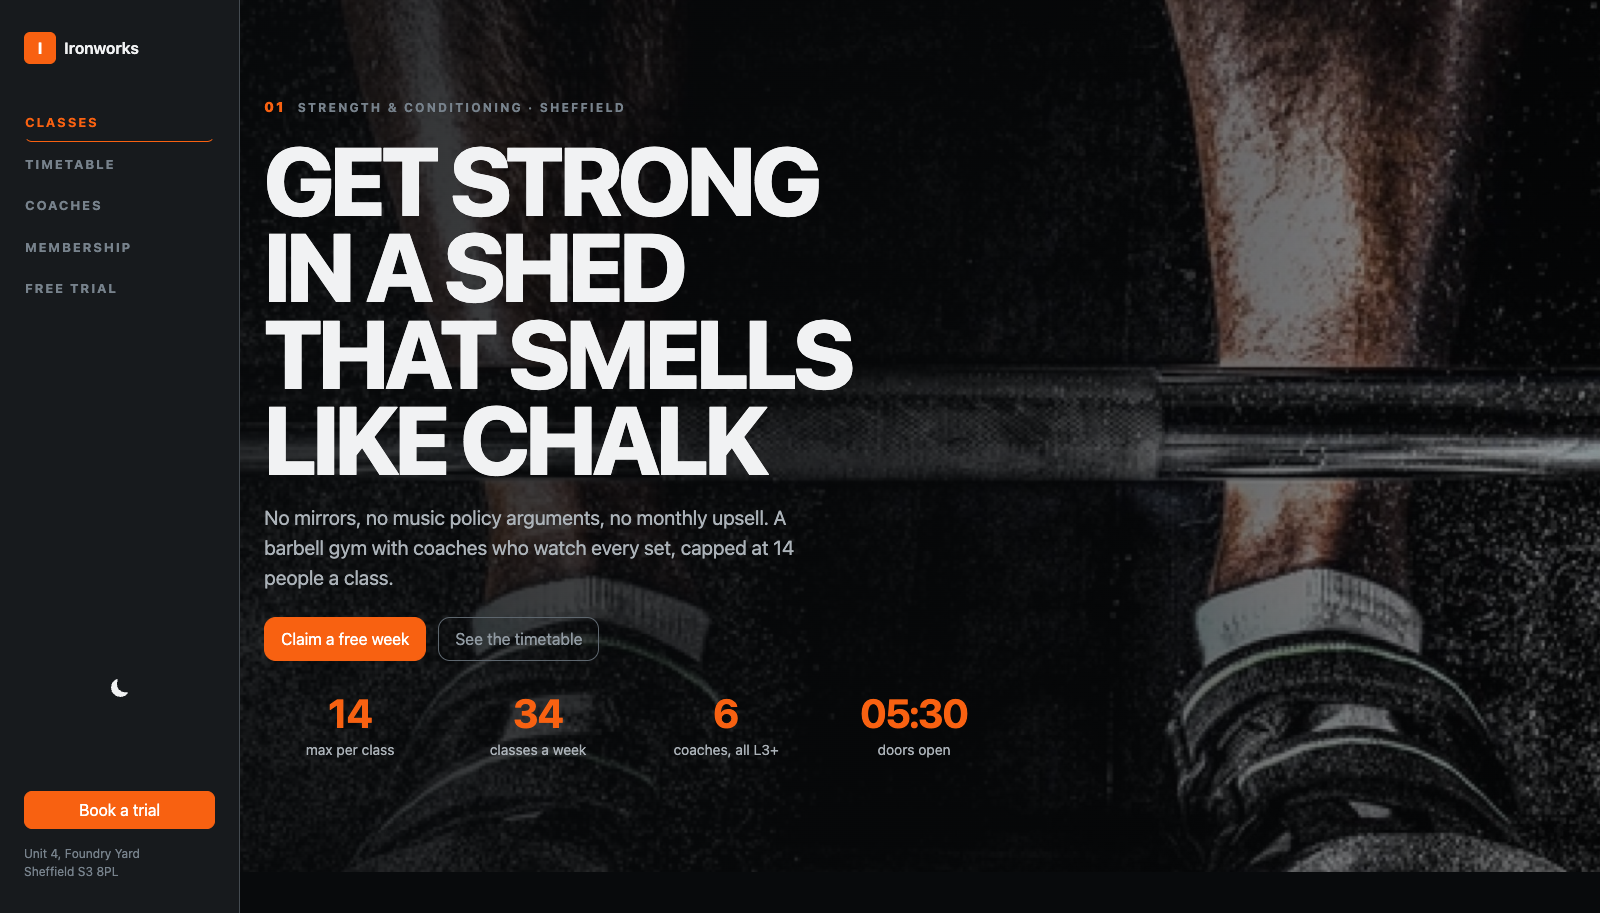 I Ironworks
CLASSES
TIMETABLE
COACHES
MEMBERSHIP
FREE TRIAL
Book a trial
Unit 4, Foundry Yard
Sheffield S3 8PL
01 STRENGTH & CONDITIONING · SHEFFIELD
GET STRONG
IN A SHED
THAT SMELLS
LIKE CHALK
No mirrors, no music policy arguments, no monthly upsell. A
barbell gym with coaches who watch every set, capped at 14
people a class.
Claim a free week
See the timetable
14
max per class
34
classes a week
6
coaches, all L3+
05:30
doors open